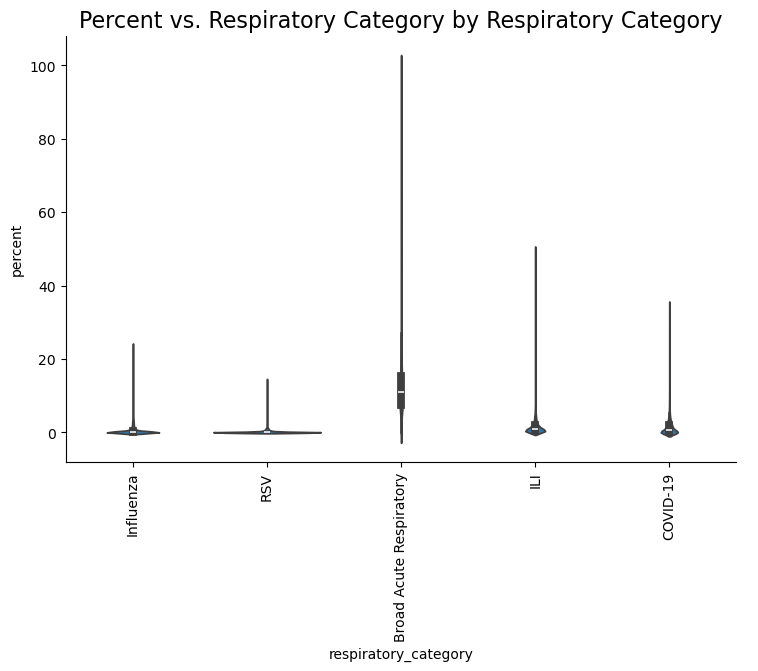 Percent vs. Respiratory Category by Respiratory Category
percent
100
80
60
40
20
0
Influenza
RSV
Broad Acute Respiratory
ILI
COVID-19
respiratory_category